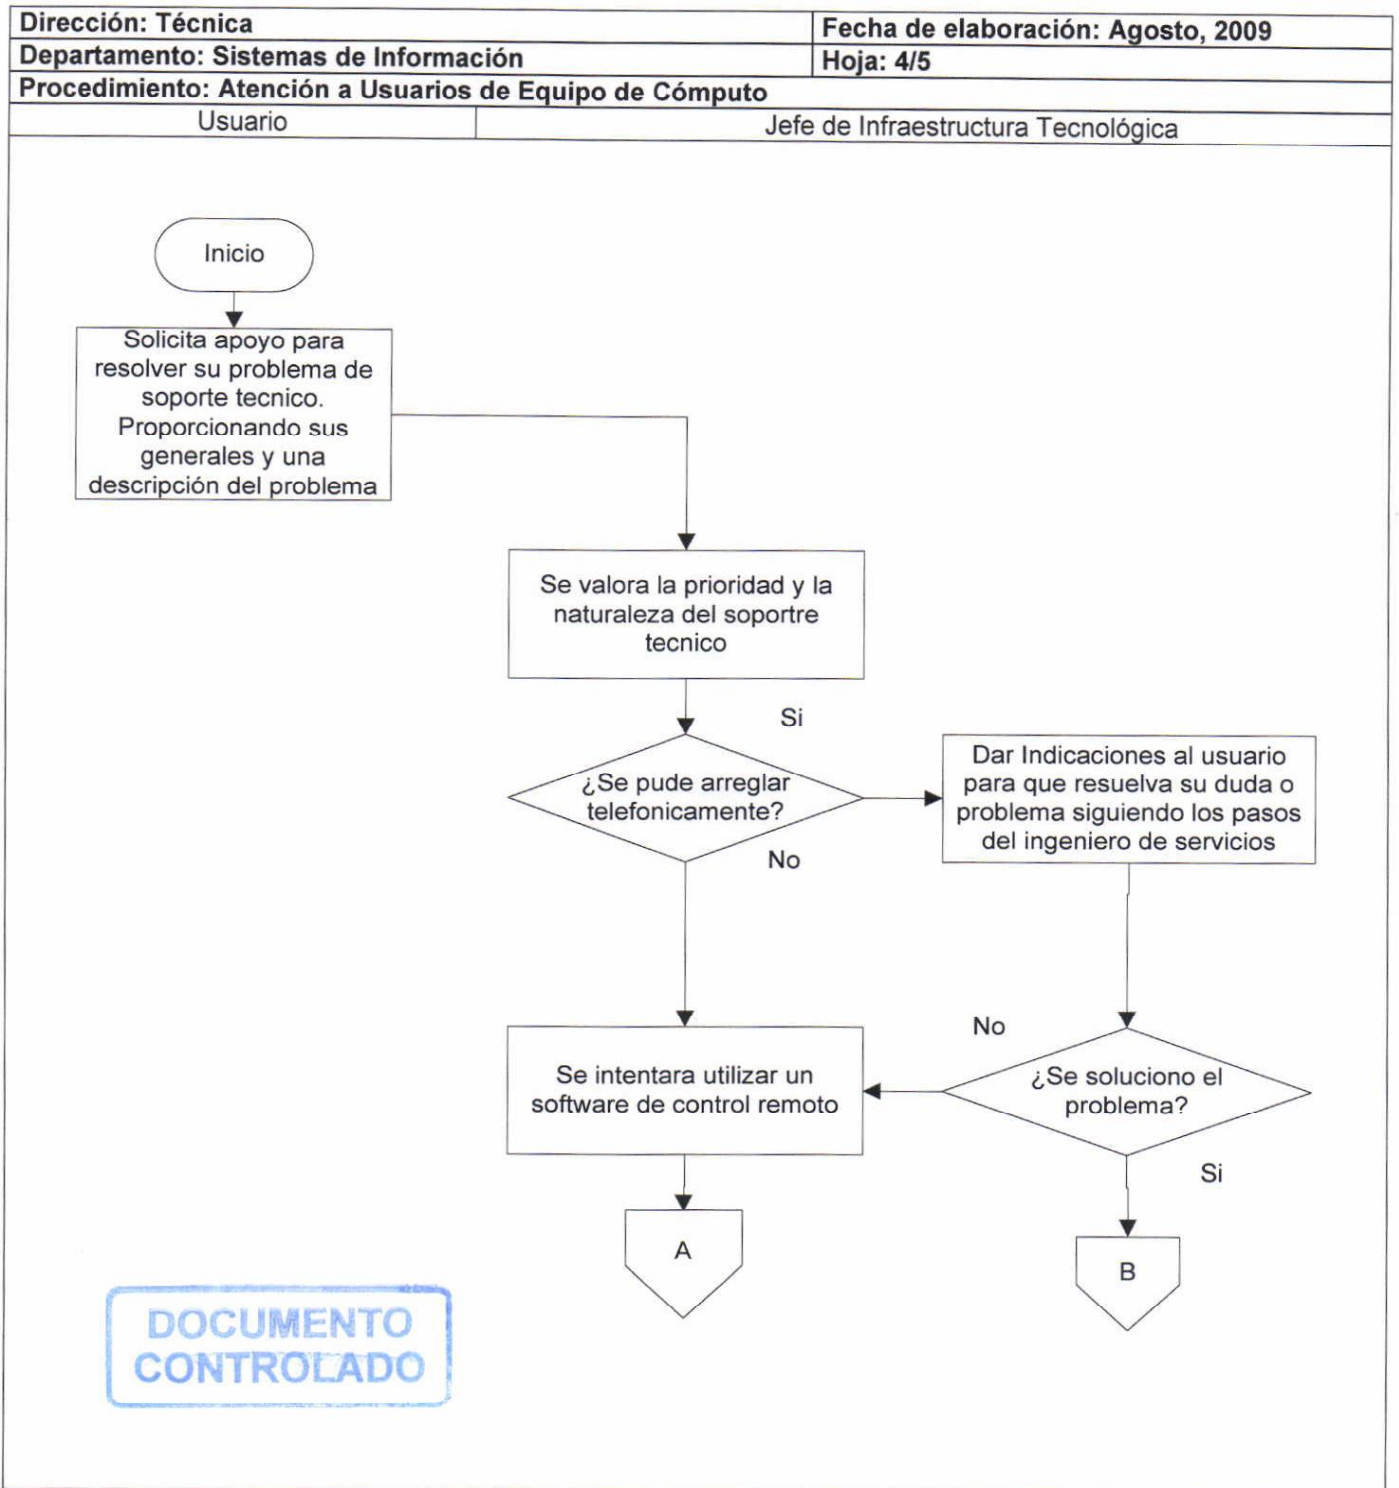 Dirección: Técnica
Fecha de elaboración: Agosto, 2009
Departamento: Sistemas de Información
Hoja: 4/5
Procedimiento: Atención a Usuarios de Equipo de Cómputo
Usuario
Jefe de Infraestructura Tecnológica
Inicio
Solicita apoyo para
resolver su problema de
soporte tecnico.
Proporcionando sus
generales y una
descripción del problema
Se valora la prioridad y la
naturaleza del soportre
tecnico
Si
¿Se pude arreglar
telefonicamente?
No
Dar Indicaciones al usuario
para que resuelva su duda o
problema siguiendo los pasos
del ingeniero de servicios
No
¿Se soluciono el
problema?
Si
Se intentara utilizar un
software de control remoto
A
B
DOCUMENTO
CONTROLADO